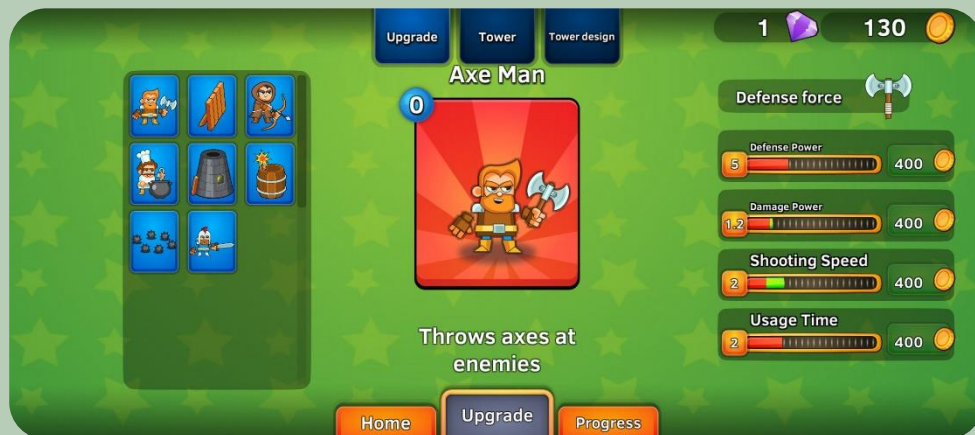 Upgrade
Tower
Tower design
1
130
Axe Man
0
Throws axes at
enemies
Defense force
Defense Power
5
400
Damage Power
1.2
400
Shooting Speed
2
400
Usage Time
2
400
Home
Upgrade
Progress